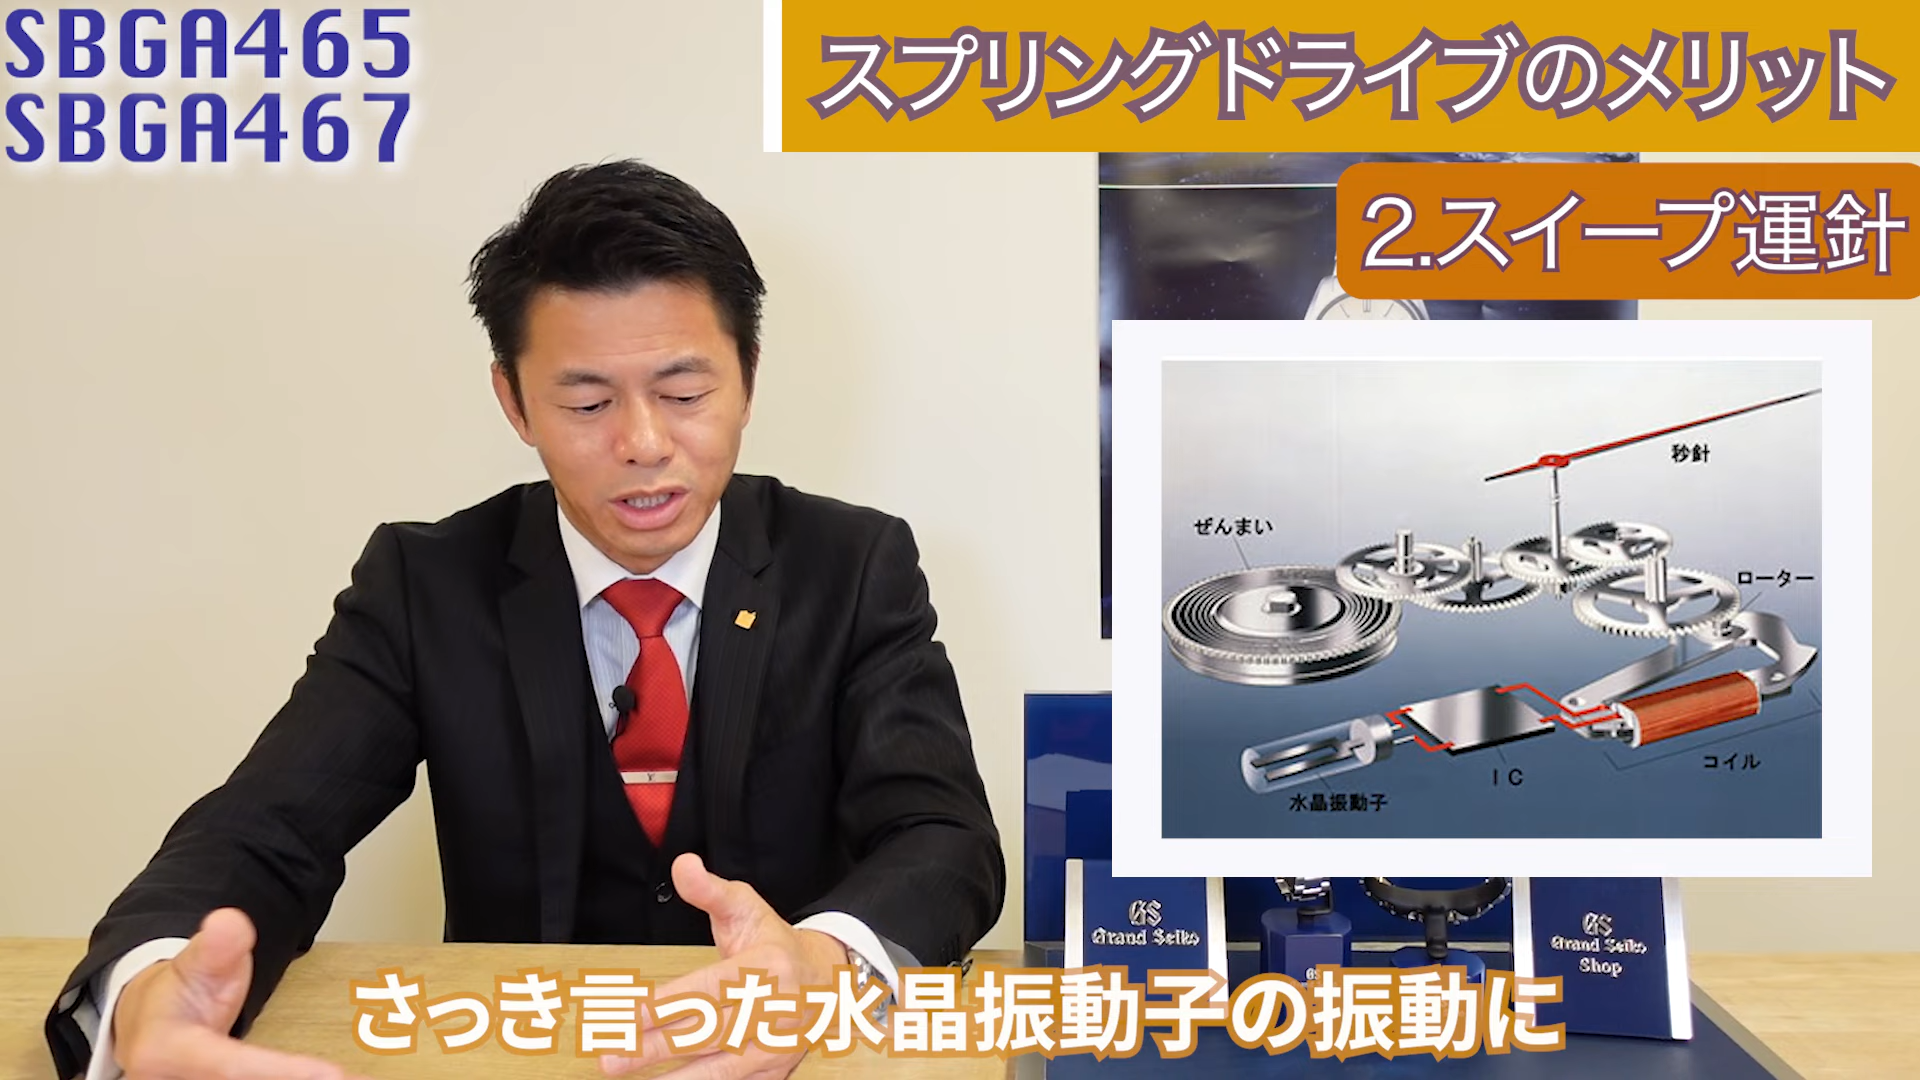 SBGA465
SBGA467
スプリングドライブのメリット
2.スイープ運針
秒針
ぜんまい
ローター
コイル
IC
水晶振動子
GS
Grand Seiko
GS
Grand Seiko
Shop
GS
さっき言った水晶振動子の振動に